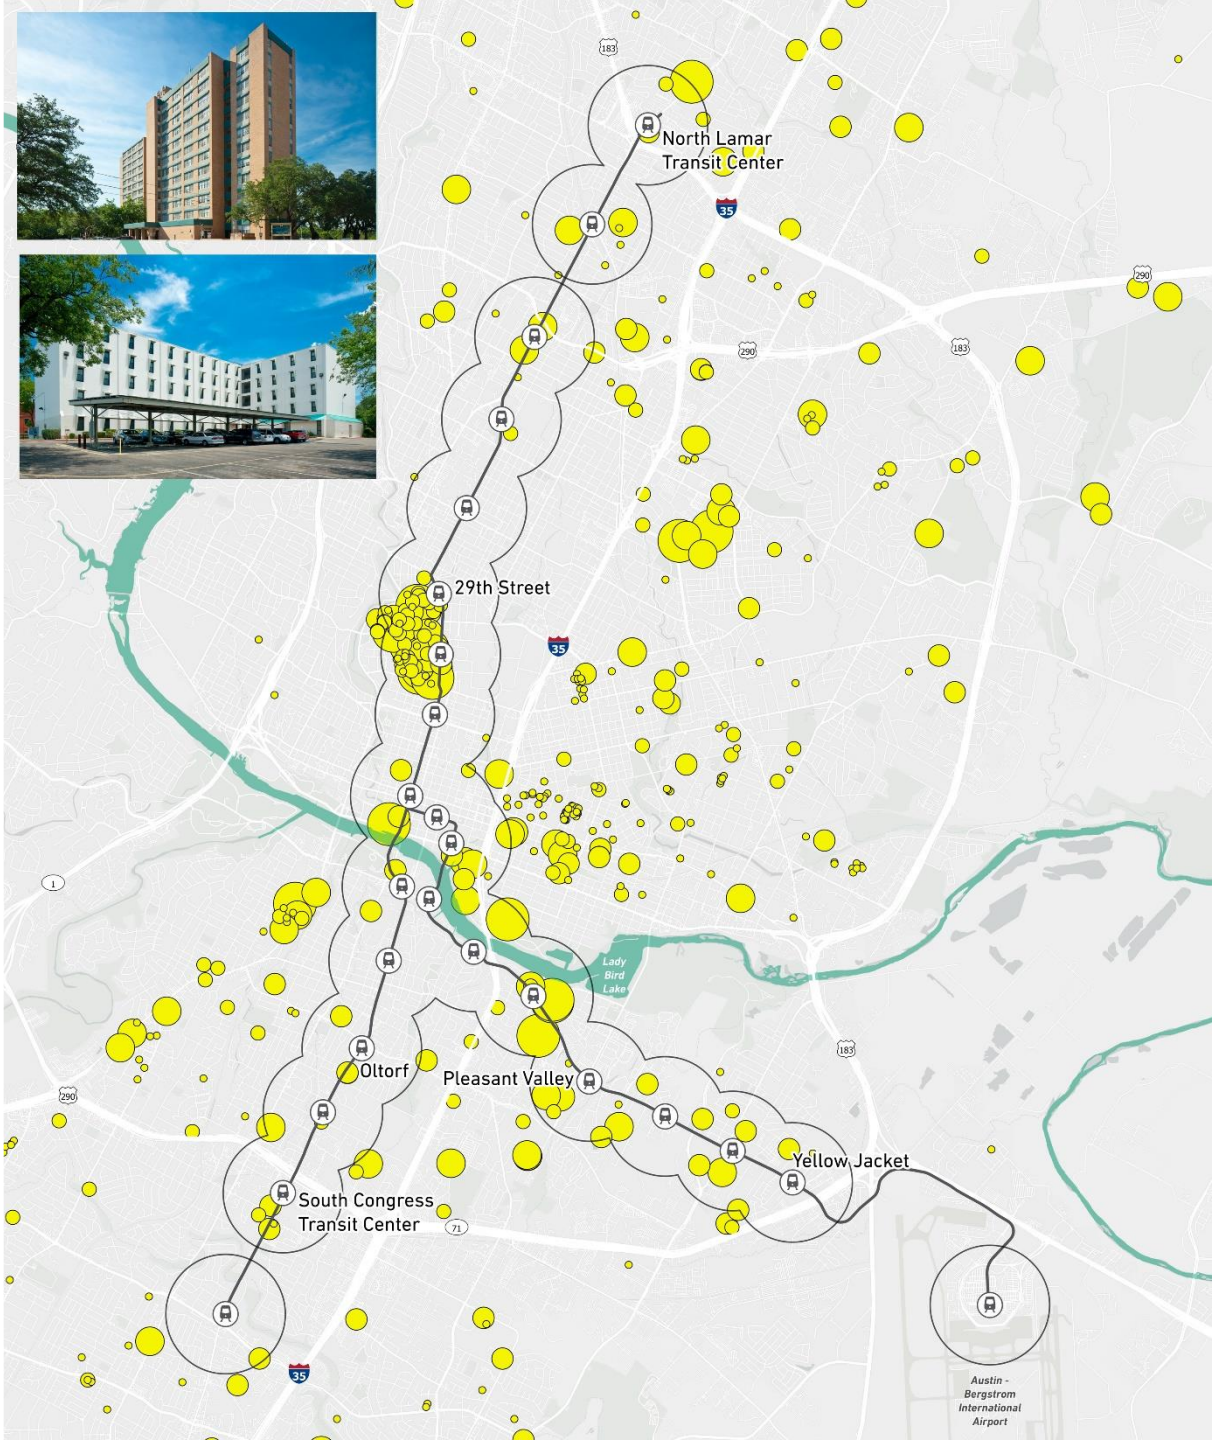 183
North Lamar
Transit Center
35
290
290
183
29th Street
35
1
Lady
Bird
Lake
183
Oltorf
Pleasant Valley
290
Yellow Jacket
South Congress
Transit Center
71
35
Austin -
Bergstrom
International
Airport